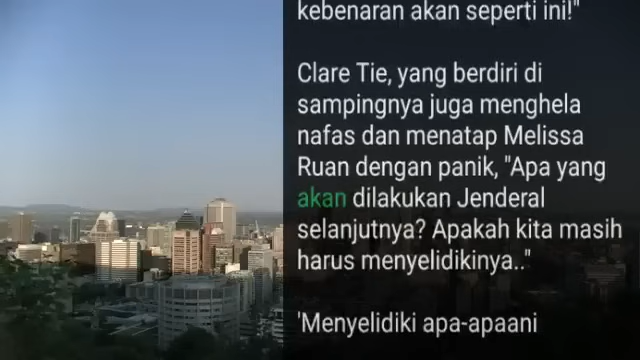 kebenaran akan seperti ini!"
Clare Tie, yang berdiri di
sampingnya juga menghela
nafas dan menatap Melissa
Ruan dengan panik, "Apa yang
akan dilakukan Jenderal
selanjutnya? Apakah kita masih
harus menyelidikinya.."
'Menyelidiki apa-apaani